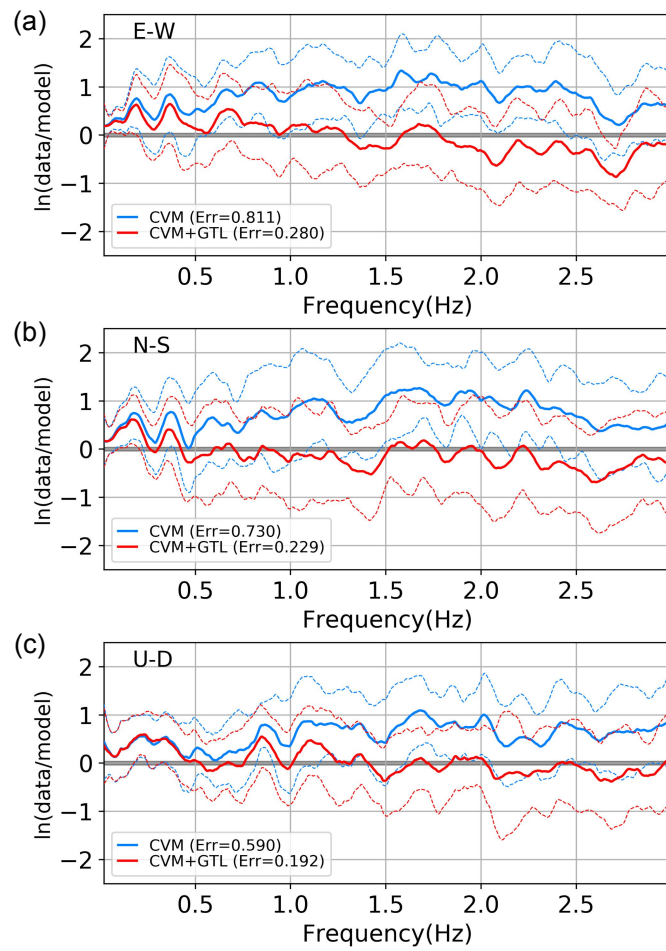 (a)
E-W
2
1
0
−1
−2
ln(data/model)
CVM (Err=0.811)
CVM+GTL (Err=0.280)
0.5 1.0 1.5 2.0 2.5
Frequency(Hz)
(b)
N-S
2
1
0
−1
−2
ln(data/model)
CVM (Err=0.730)
CVM+GTL (Err=0.229)
0.5 1.0 1.5 2.0 2.5
Frequency(Hz)
(c)
U-D
2
1
0
−1
−2
ln(data/model)
CVM (Err=0.590)
CVM+GTL (Err=0.192)
0.5 1.0 1.5 2.0 2.5
Frequency(Hz)